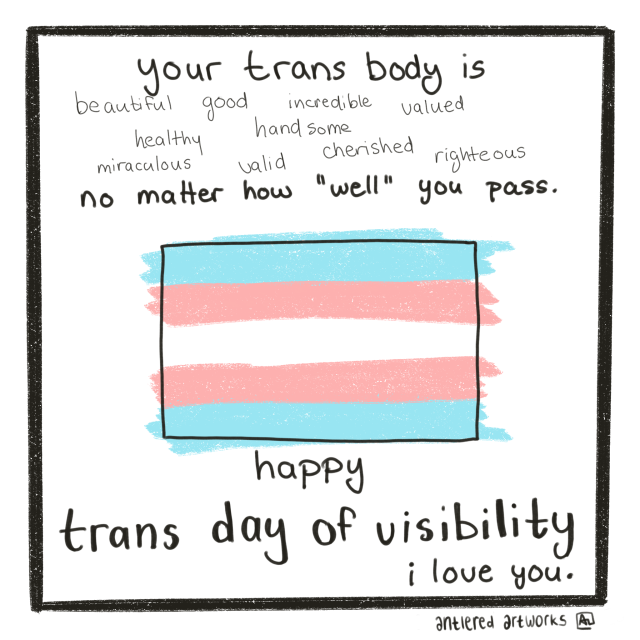 your trans body is
beautiful good incredible valued
healthy handsome
miraculous valid cherished righteous
no matter how "well" you pass.
happy
trans day of visibility
i love you.
antlered artworks AA